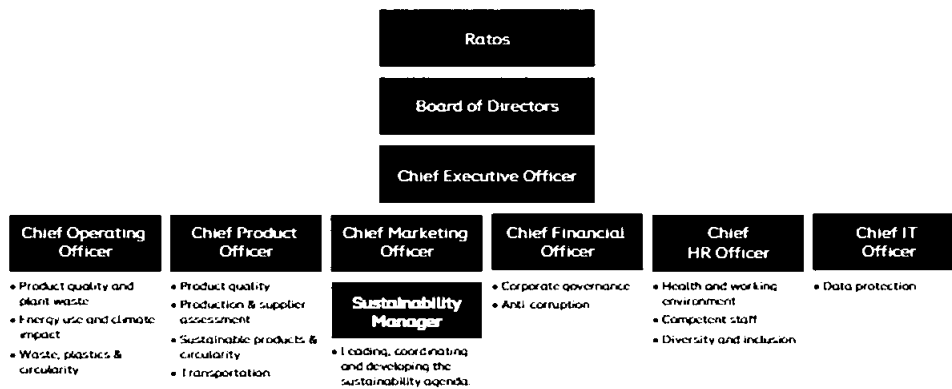 Ratos
Board of Directors
Chief Executive Officer
Chief Operating
Officer
• Product quality and
plant waste
• Energy use and climate
impact
• Waste, plastics &
circularity
Chief Product
Officer
• Product quality
• Production & supplier
assessment
• Sustainable products &
circularity
• Transportation
Chief Marketing
Officer
Sustainability
Manager
• Leading, coordinating
and developing the
sustainability agenda.
Chief Financial
Officer
• Corporate governance
• Anti corruption
Chief
HR Officer
• Health and working
environment
• Competent staff
• Diversity and inclusion
Chief IT
Officer
• Data protection